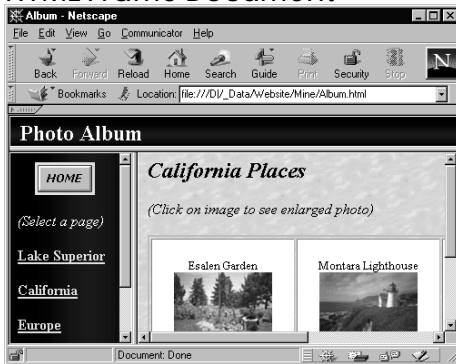 Album - Netscape
File Edit View Go Communicator Help
Back Forward Reload Home Search Guide Print Security Stop
N
Bookmarks Location: file:///D|/_Data/Website/Mine/Album.html
Photo Album
HOME
(Select a page)
Lake Superior
California
Europe
California Places
(Click on image to see enlarged photo)
Esalen Garden Montara Lighthouse
Document: Done